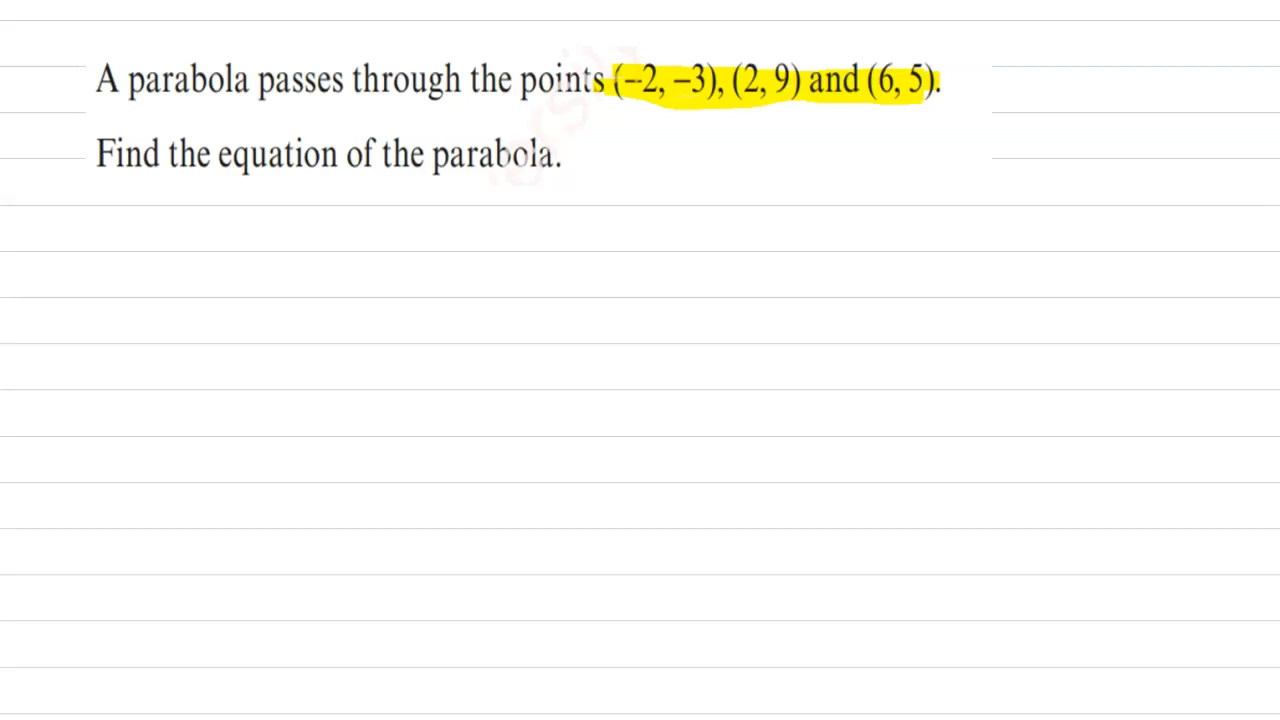 A parabola passes through the points (–2, –3), (2, 9) and (6, 5).
Find the equation of the parabola.